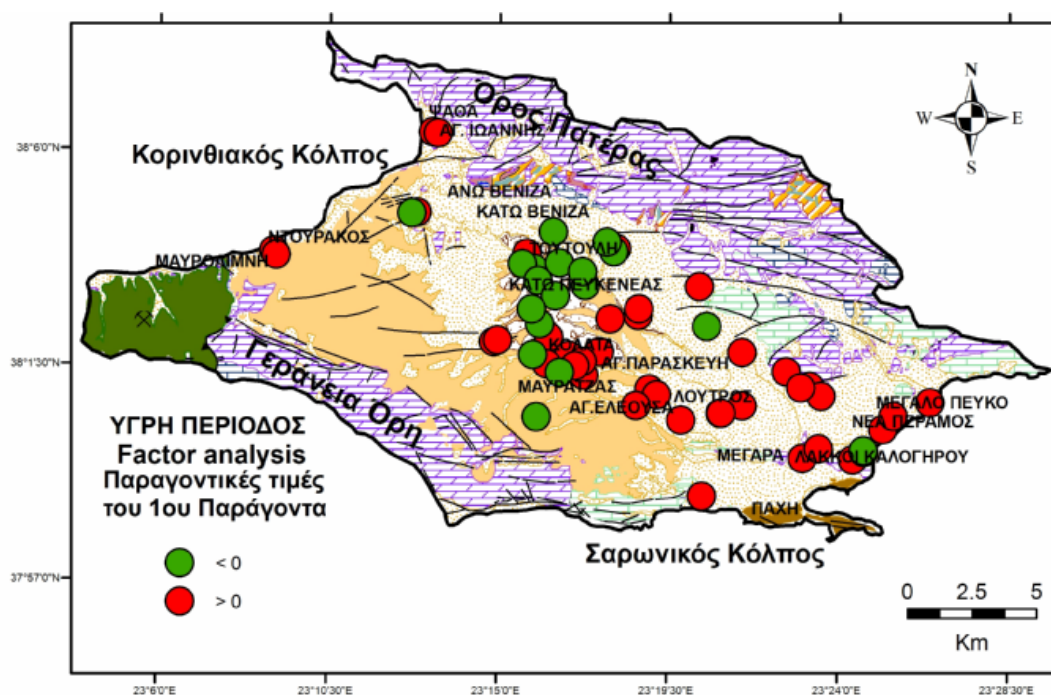 N
W
E
S
Όρος Πατέρας
ΨΑΘΑ
ΑΓ. ΙΩΑΝΝΗΣ
38°6'0"N
Κορινθιακός Κόλπος
ΑΝΩ ΒΕΝΙΖΑ
ΚΑΤΩ ΒΕΝΙΖΑ
ΝΤΟΥΡΑΚΟΣ
ΤΟΥΤΟΥΛΗ
ΜΑΥΡΟΛΙΜΝΗ
ΚΑΤΩ ΠΕΥΚΕΝΕΑΣ
ΚΟΛΑΤΑ
38°1'30"N
ΑΓ.ΠΑΡΑΣΚΕΥΗ
Γεράνεια Όρη
ΜΑΥΡΑΤΖΑΣ
ΛΟΥΤΡΟΣ
ΑΓ.ΕΛΕΟΥΣΑ
ΜΕΓΑΛΟ ΠΕΥΚΟ
ΝΕΑ ΠΕΡΑΜΟΣ
ΜΕΓΑΡΑ
ΛΑΚΚΟΙ ΚΑΛΟΓΗΡΟΥ
ΠΑΧΗ
ΥΓΡΗ ΠΕΡΙΟΔΟΣ
Factor analysis
Παραγοντικές τιμές
του 1ου Παράγοντα
< 0
> 0
Σαρωνικός Κόλπος
37°57'0"N
0 2.5 5
Km
23°6'0"E 23°10'30"E 23°15'0"E 23°19'30"E 23°24'0"E 23°28'30"E